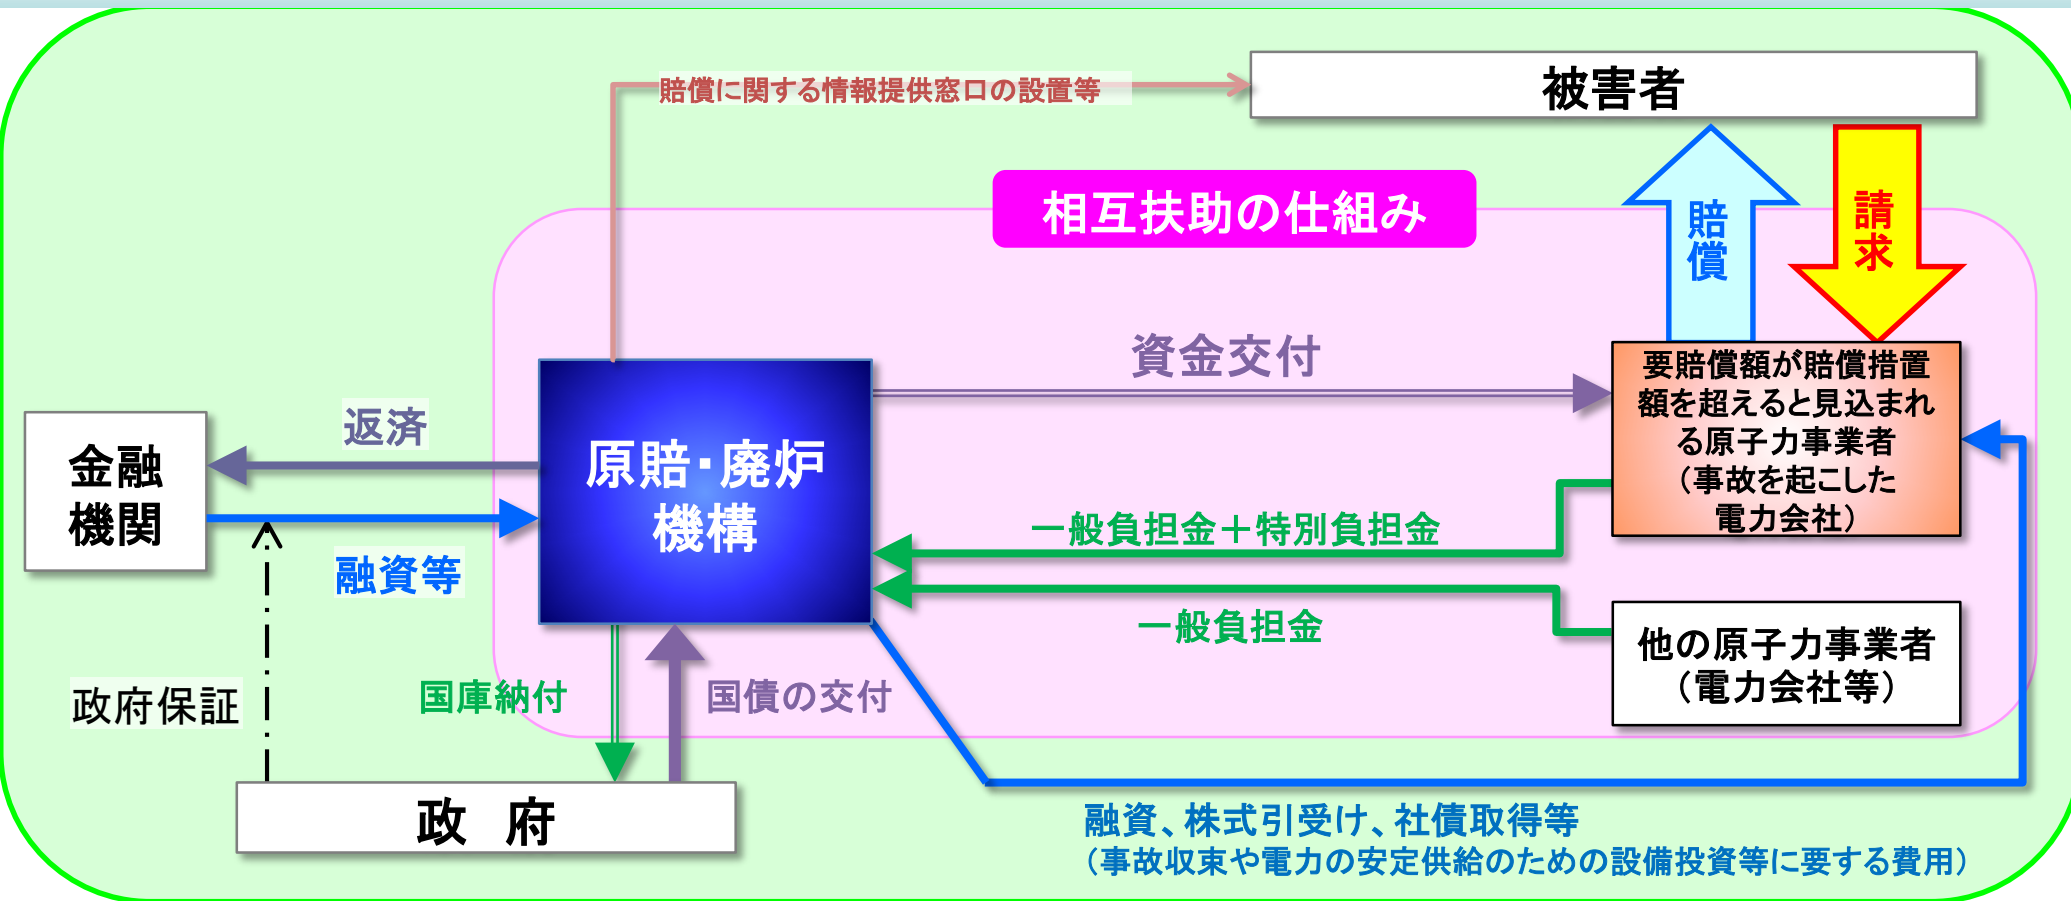 賠償に関する情報提供窓口の設置等
被害者
相互扶助の仕組み
賠償
請求
資金交付
要賠償額が賠償措置
額を超えると見込まれ
る原子力事業者
（事故を起こした
電力会社）
返済
金融
機関
原賠・廃炉
機構
融資等
一般負担金＋特別負担金
一般負担金
他の原子力事業者
（電力会社等）
政府保証
国庫納付
国債の交付
政　府
融資、株式引受け、社債取得等
（事故収束や電力の安定供給のための設備投資等に要する費用）